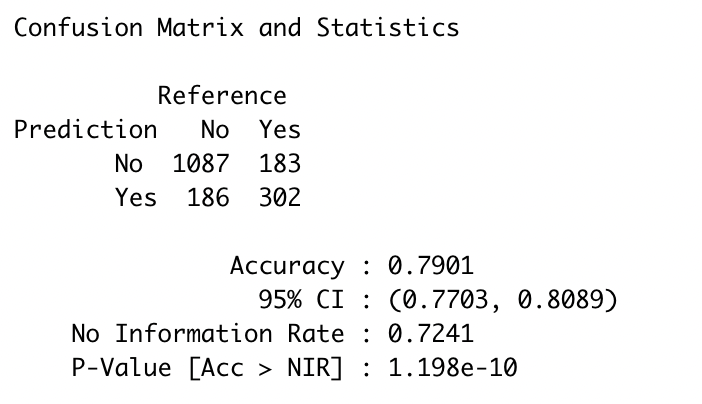 Confusion Matrix and Statistics
Reference
Prediction No Yes
No 1087 183
Yes 186 302
Accuracy : 0.7901
95% CI : (0.7703, 0.8089)
No Information Rate : 0.7241
P-Value [Acc > NIR] : 1.198e-10